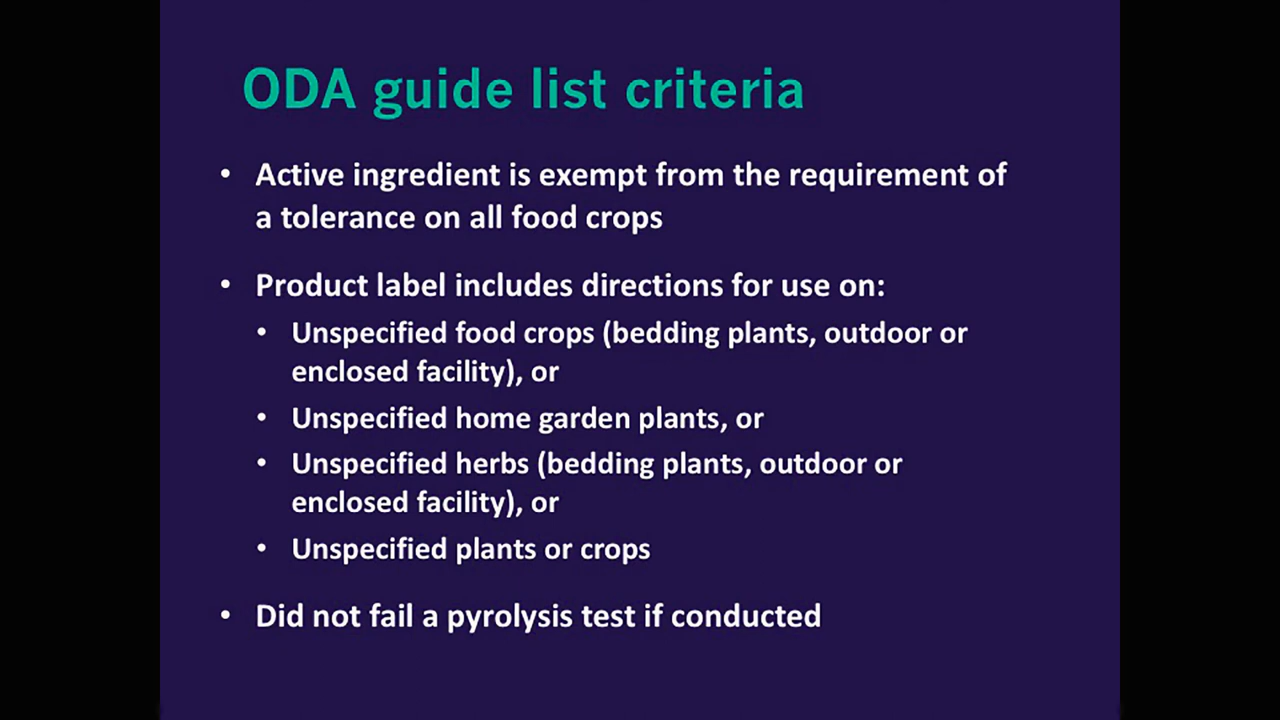 ODA guide list criteria
• Active ingredient is exempt from the requirement of
a tolerance on all food crops
• Product label includes directions for use on:
• Unspecified food crops (bedding plants, outdoor or
enclosed facility), or
• Unspecified home garden plants, or
• Unspecified herbs (bedding plants, outdoor or
enclosed facility), or
• Unspecified plants or crops
• Did not fail a pyrolysis test if conducted